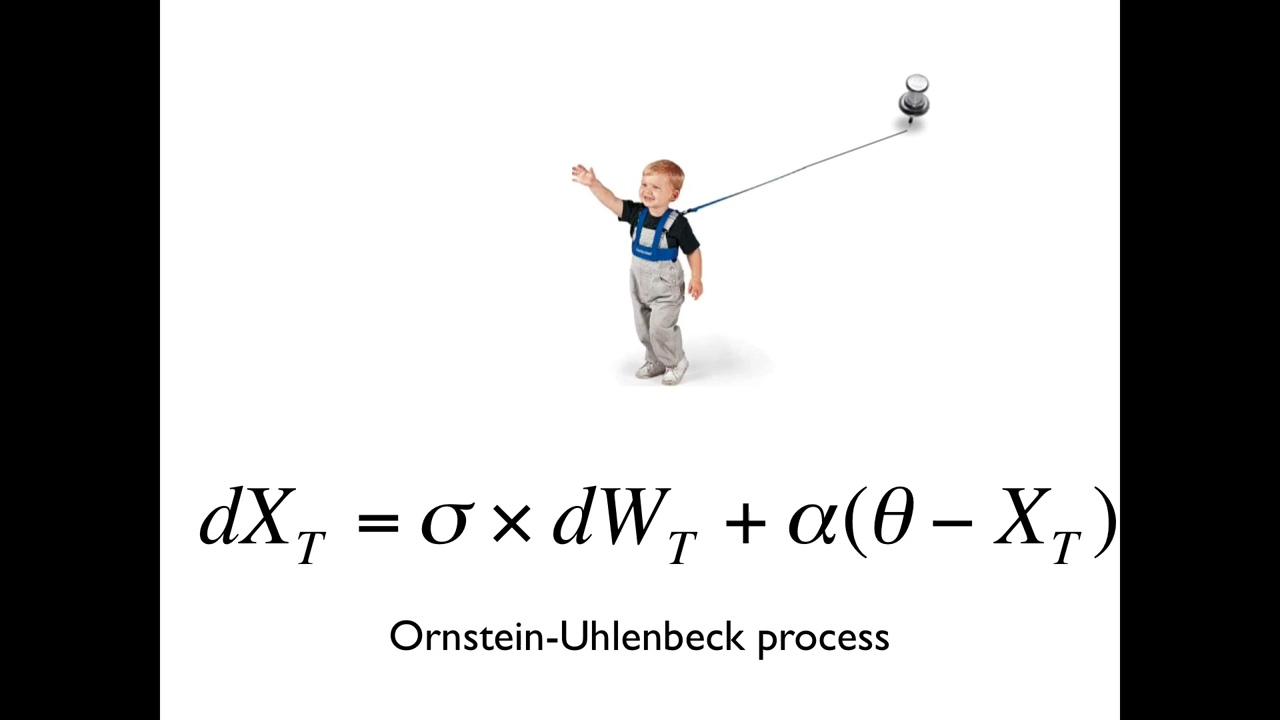 dX_T = σ × dW_T + α(θ − X_T)
Ornstein-Uhlenbeck process